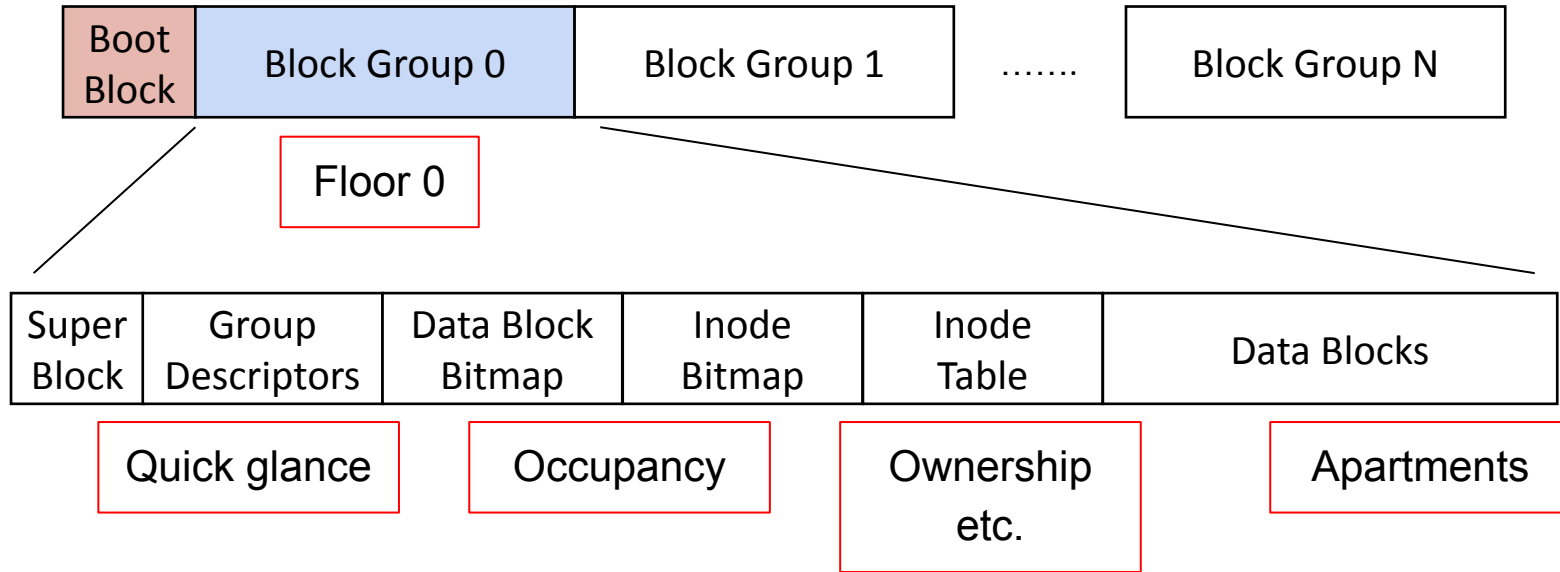 Boot
Block
Block Group 0
Block Group 1
.......
Block Group N
Floor 0
Super
Block
Group
Descriptors
Data Block
Bitmap
Inode
Bitmap
Inode
Table
Data Blocks
Quick glance
Occupancy
Ownership
etc.
Apartments